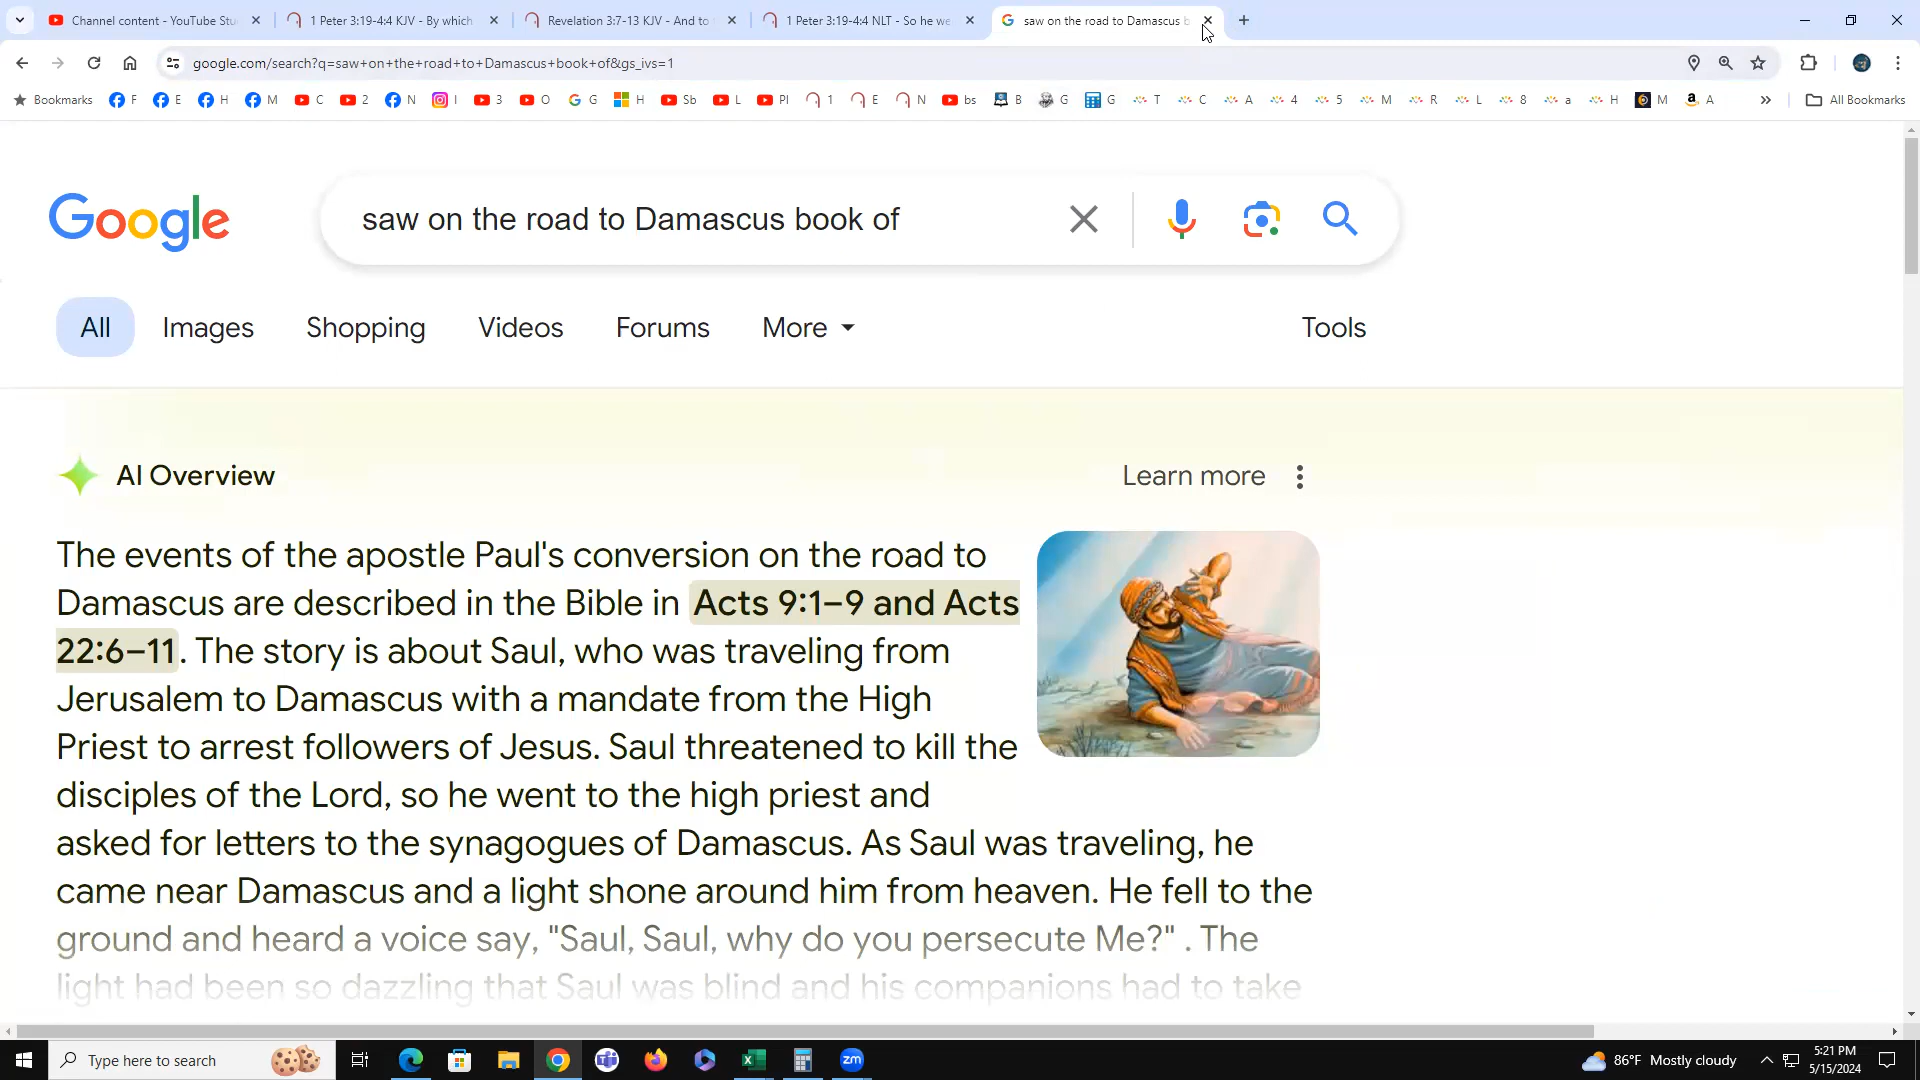 Channel content - YouTube Stu
1 Peter 3:19-4:4 KJV - By which
Revelation 3:7-13 KJV - And to
1 Peter 3:19-4:4 NLT - So he we
saw on the road to Damascus b
google.com/search?q=saw+on+the+road+to+Damascus+book+of&gs_ivs=1
Bookmarks F E H M C 2 N I 3 O G H Sb L Pl 1 E N bs B G G T C A 4 5 M R L 8 a H M A » All Bookmarks
Google
saw on the road to Damascus book of
All Images Shopping Videos Forums More Tools
AI Overview Learn more
The events of the apostle Paul's conversion on the road to
Damascus are described in the Bible in Acts 9:1–9 and Acts
22:6–11. The story is about Saul, who was traveling from
Jerusalem to Damascus with a mandate from the High
Priest to arrest followers of Jesus. Saul threatened to kill the
disciples of the Lord, so he went to the high priest and
asked for letters to the synagogues of Damascus. As Saul was traveling, he
came near Damascus and a light shone around him from heaven. He fell to the
ground and heard a voice say, "Saul, Saul, why do you persecute Me?" . The
light had been so dazzling that Saul was blind and his companions had to take
Type here to search
zm
86°F Mostly cloudy
5:21 PM
5/15/2024